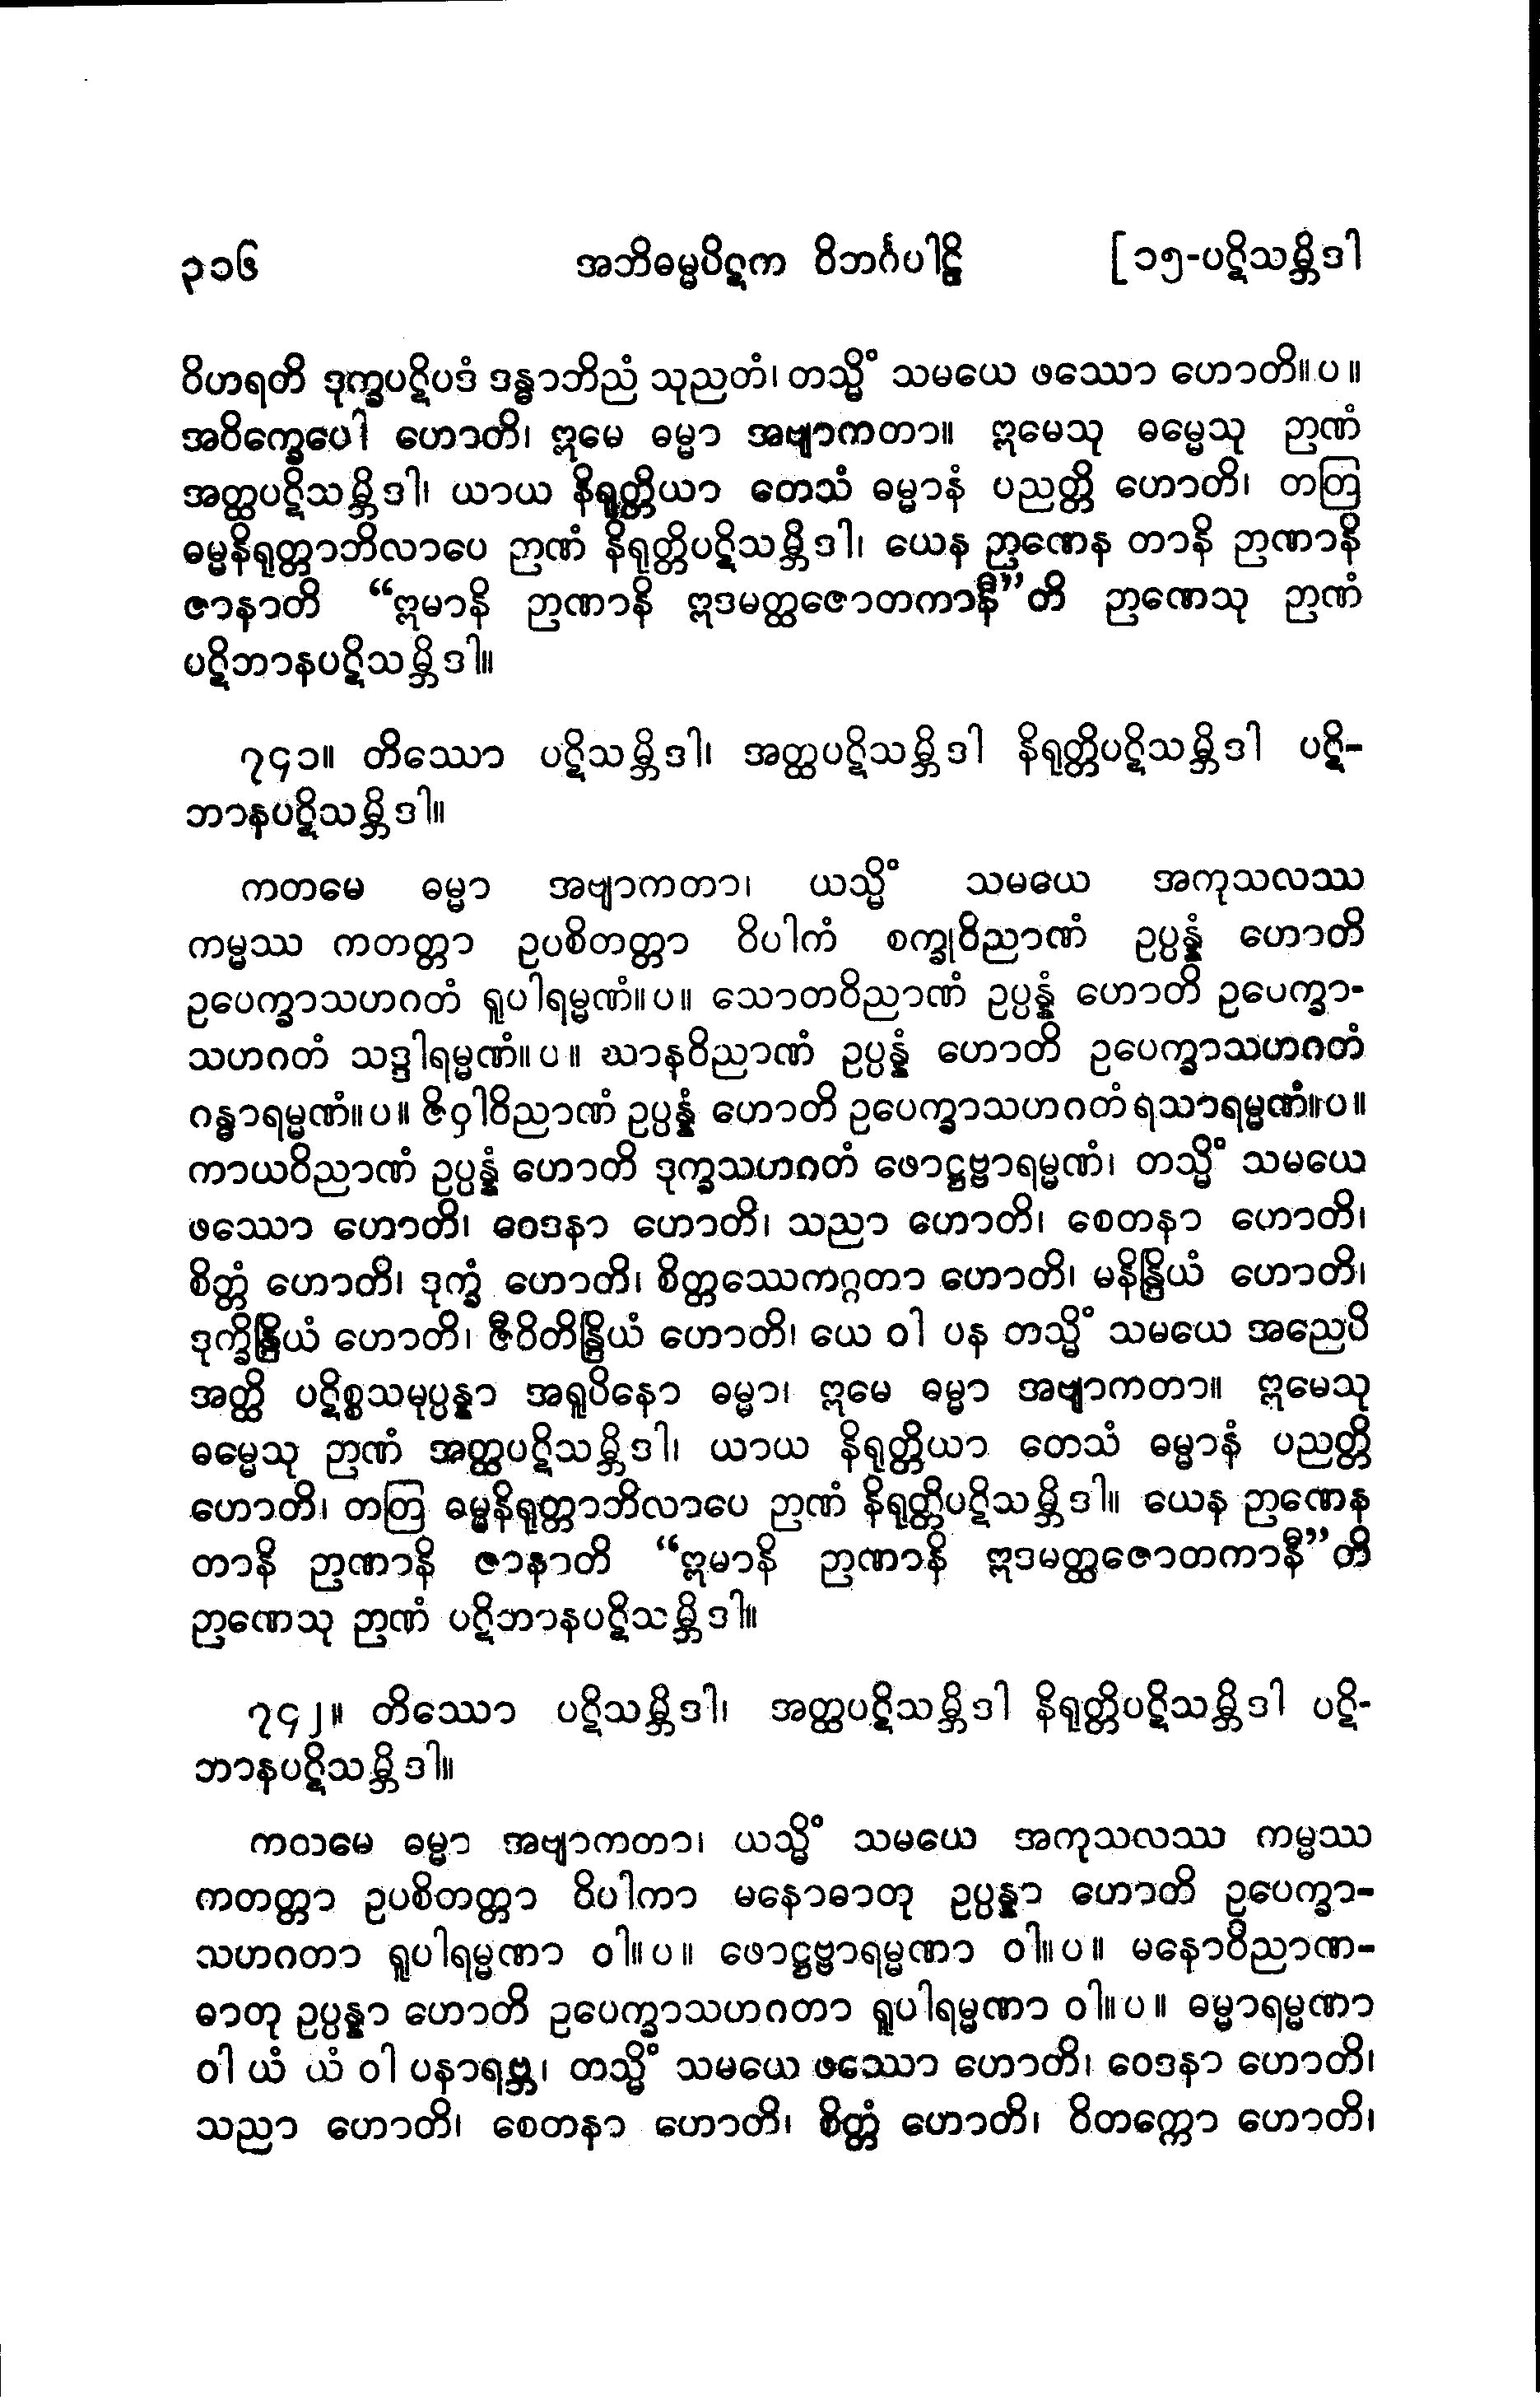 ၃၁၆ အဘိဓမ္မပိဋက ဝိဘင်္ဂပါဠိ [၁၅-ပဋိသမ္ဘိဒါ
ဝိဟရတိ ဒုက္ခပဋိပဒံ ဒန္ဓာဘိညံ သုညတံ၊ တသ္မိံ သမယေ ဖဿော ဟောတိ။ပ။
အဝိက္ခေပေါ ဟောတိ၊ ဣမေ ဓမ္မာ အဗျာကတာ။ ဣမေသု ဓမ္မေသု ဉာဏံ
အတ္ထပဋိသမ္ဘိဒါ၊ ယာယ နိရုတ္တိယာ တေသံ ဓမ္မာနံ ပညတ္တိ ဟောတိ၊ တတြ
ဓမ္မနိရုတ္တာဘိလာပေ ဉာဏံ နိရုတ္တိပဋိသမ္ဘိဒါ၊ ယေန ဉာဏေန တာနိ ဉာဏာနိ
ဇာနာတိ “ဣမာနိ ဉာဏာနိ ဣဒမတ္ထဇောတကာနီ”တိ ဉာဏေသု ဉာဏံ
ပဋိဘာနပဋိသမ္ဘိဒါ။
၇၄၁။ တိဿော ပဋိသမ္ဘိဒါ၊ အတ္ထပဋိသမ္ဘိဒါ နိရုတ္တိပဋိသမ္ဘိဒါ ပဋိ-
ဘာနပဋိသမ္ဘိဒါ။
ကတမေ ဓမ္မာ အဗျာကတာ၊ ယသ္မိံ သမယေ အကုသလဿ
ကမ္မဿ ကတတ္တာ ဥပစိတတ္တာ ဝိပါကံ စက္ခုဝိညာဏံ ဥပ္ပန္နံ ဟောတိ
ဥပေက္ခာသဟဂတံ ရူပါရမ္မဏံ။ပ။ သောတဝိညာဏံ ဥပ္ပန္နံ ဟောတိ ဥပေက္ခာ-
သဟဂတံ သဒ္ဒါရမ္မဏံ။ပ။ ဃာနဝိညာဏံ ဥပ္ပန္နံ ဟောတိ ဥပေက္ခာသဟဂတံ
ဂန္ဓာရမ္မဏံ။ပ။ ဇိဝှါဝိညာဏံ ဥပ္ပန္နံ ဟောတိ ဥပေက္ခာသဟဂတံ ရသာရမ္မဏံ။ပ။
ကာယဝိညာဏံ ဥပ္ပန္နံ ဟောတိ ဒုက္ခသဟဂတံ ဖောဋ္ဌဗ္ဗာရမ္မဏံ၊ တသ္မိံ သမယေ
ဖဿော ဟောတိ၊ ဝေဒနာ ဟောတိ၊ သညာ ဟောတိ၊ စေတနာ ဟောတိ၊
စိတ္တံ ဟောတိ၊ ဒုက္ခံ ဟောတိ၊ စိတ္တဿေကဂ္ဂတာ ဟောတိ၊ မနိန္ဒြိယံ ဟောတိ၊
ဒုက္ခိန္ဒြိယံ ဟောတိ၊ ဇီဝိတိန္ဒြိယံ ဟောတိ၊ ယေ ဝါ ပန တသ္မိံ သမယေ အညေပိ
အတ္ထိ ပဋိစ္စသမုပ္ပန္နာ အရူပိနော ဓမ္မာ၊ ဣမေ ဓမ္မာ အဗျာကတာ။ ဣမေသု
ဓမ္မေသု ဉာဏံ အတ္ထပဋိသမ္ဘိဒါ၊ ယာယ နိရုတ္တိယာ တေသံ ဓမ္မာနံ ပညတ္တိ
ဟောတိ၊ တတြ ဓမ္မနိရုတ္တာဘိလာပေ ဉာဏံ နိရုတ္တိပဋိသမ္ဘိဒါ။ ယေန ဉာဏေန
တာနိ ဉာဏာနိ ဇာနာတိ “ဣမာနိ ဉာဏာနိ ဣဒမတ္ထဇောတကာနီ”တိ
ဉာဏေသု ဉာဏံ ပဋိဘာနပဋိသမ္ဘိဒါ။
၇၄၂။ တိဿော ပဋိသမ္ဘိဒါ၊ အတ္ထပဋိသမ္ဘိဒါ နိရုတ္တိပဋိသမ္ဘိဒါ ပဋိ-
ဘာနပဋိသမ္ဘိဒါ။
ကတမေ ဓမ္မာ အဗျာကတာ၊ ယသ္မိံ သမယေ အကုသလဿ ကမ္မဿ
ကတတ္တာ ဥပစိတတ္တာ ဝိပါကာ မနောဓာတု ဥပ္ပန္နာ ဟောတိ ဥပေက္ခာ-
သဟဂတာ ရူပါရမ္မဏာ ဝါ။ပ။ ဖောဋ္ဌဗ္ဗာရမ္မဏာ ဝါ။ပ။ မနောဝိညာဏ-
ဓာတု ဥပ္ပန္နာ ဟောတိ ဥပေက္ခာသဟဂတာ ရူပါရမ္မဏာ ဝါ။ပ။ ဓမ္မာရမ္မဏာ
ဝါ ယံ ယံ ဝါ ပနာရဗ္ဘ၊ တသ္မိံ သမယေ ဖဿော ဟောတိ၊ ဝေဒနာ ဟောတိ၊
သညာ ဟောတိ၊ စေတနာ ဟောတိ၊ စိတ္တံ ဟောတိ၊ ဝိတက္ကော ဟောတိ၊